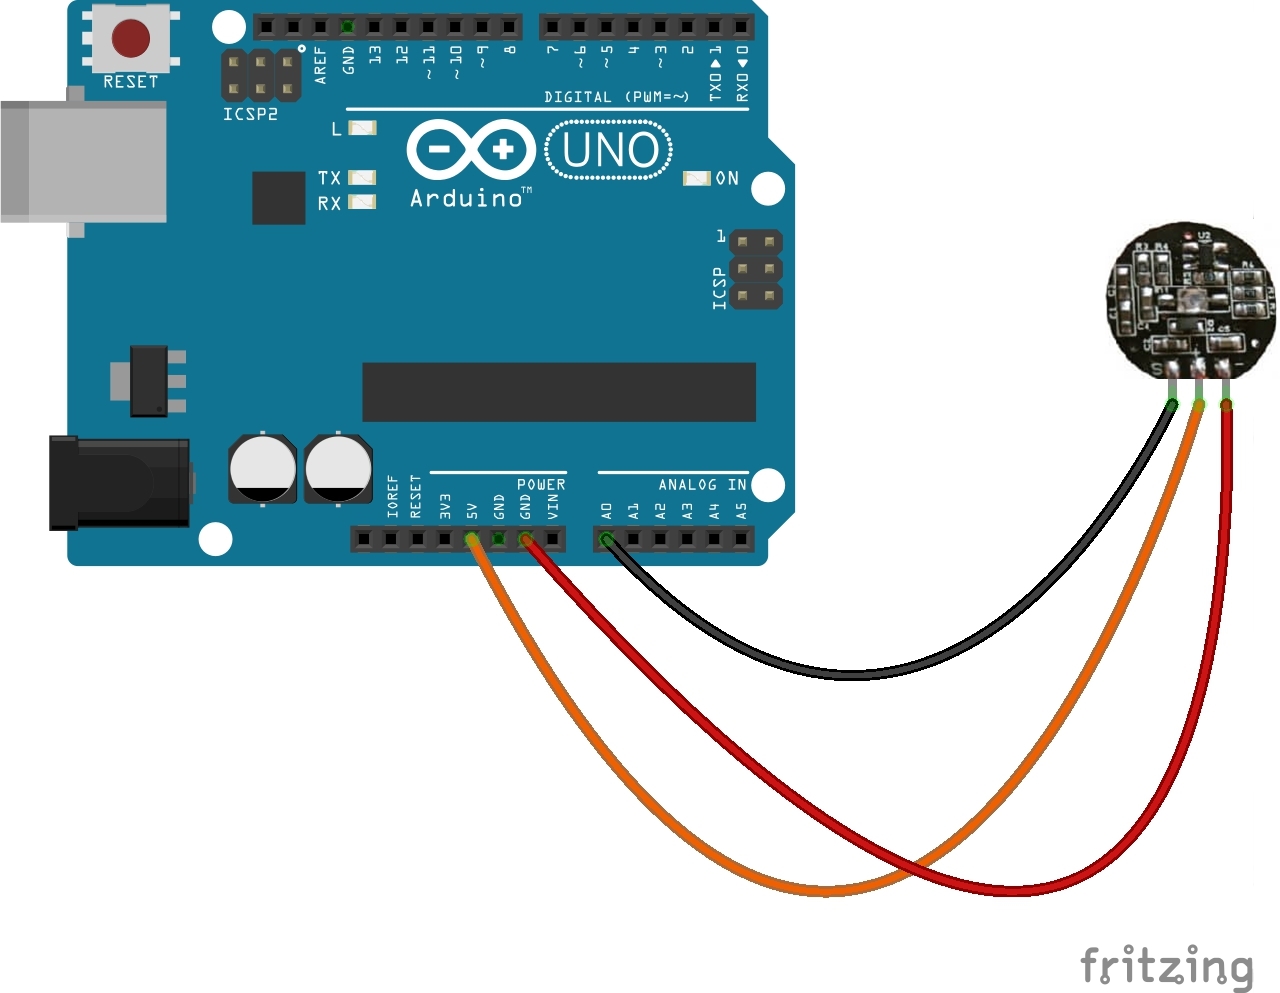 RESET
ICSP2
AREF
GND
13
12
~11
~10
~9
8
7
~6
~5
4
~3
2
TX0▶1
RX0◀0
DIGITAL (PWM=~)
L
TX
RX
Arduino™
UNO
ON
1
ICSP
U2
R3 R4
S + -
IOREF
RESET
3V3
5V
GND
GND
VIN
POWER
A0
A1
A2
A3
A4
A5
ANALOG IN
fritzing